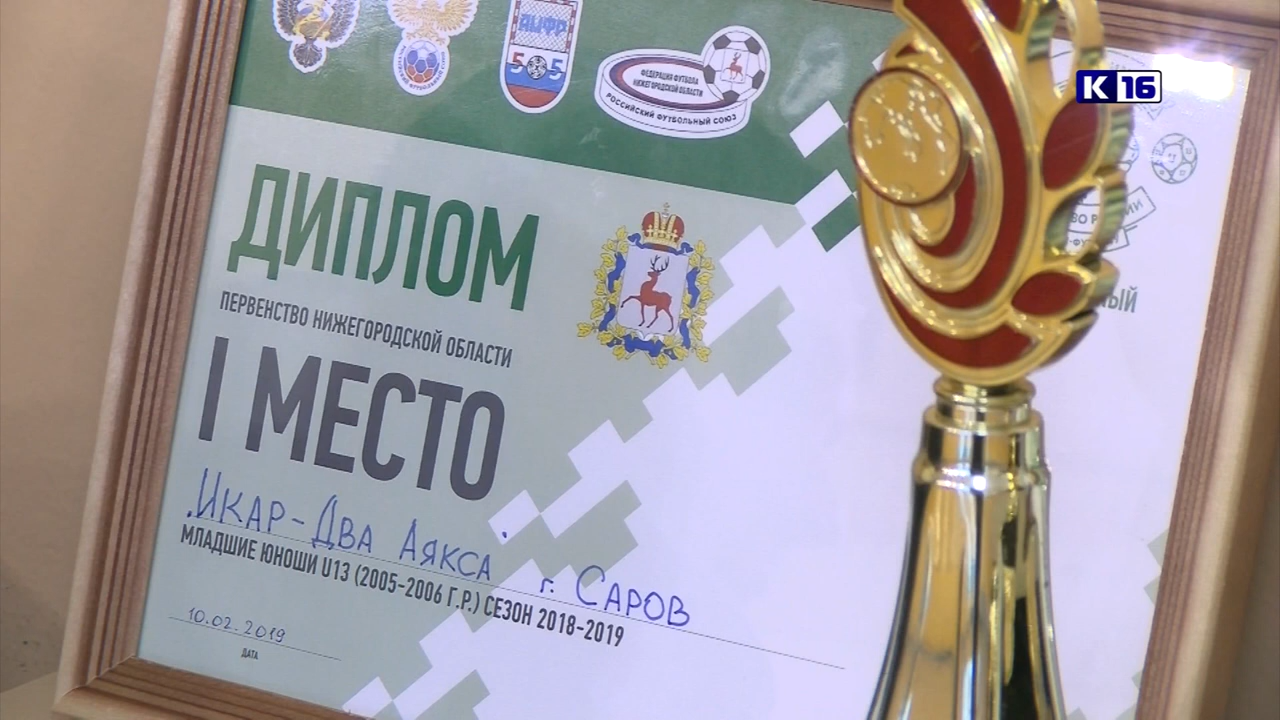 K 16
5 5
ФЕДЕРАЦИЯ ФУТБОЛА
НИЖЕГОРОДСКОЙ ОБЛАСТИ
РОССИЙСКИЙ ФУТБОЛЬНЫЙ СОЮЗ
ДИПЛОМ
ПЕРВЕНСТВО НИЖЕГОРОДСКОЙ ОБЛАСТИ
I МЕСТО
"ИКАР-ДВА АЯКСА" г. САРОВ
МЛАДШИЕ ЮНОШИ U13 (2005-2006 Г.Р.) СЕЗОН 2018-2019
10.02.2019
ДАТА